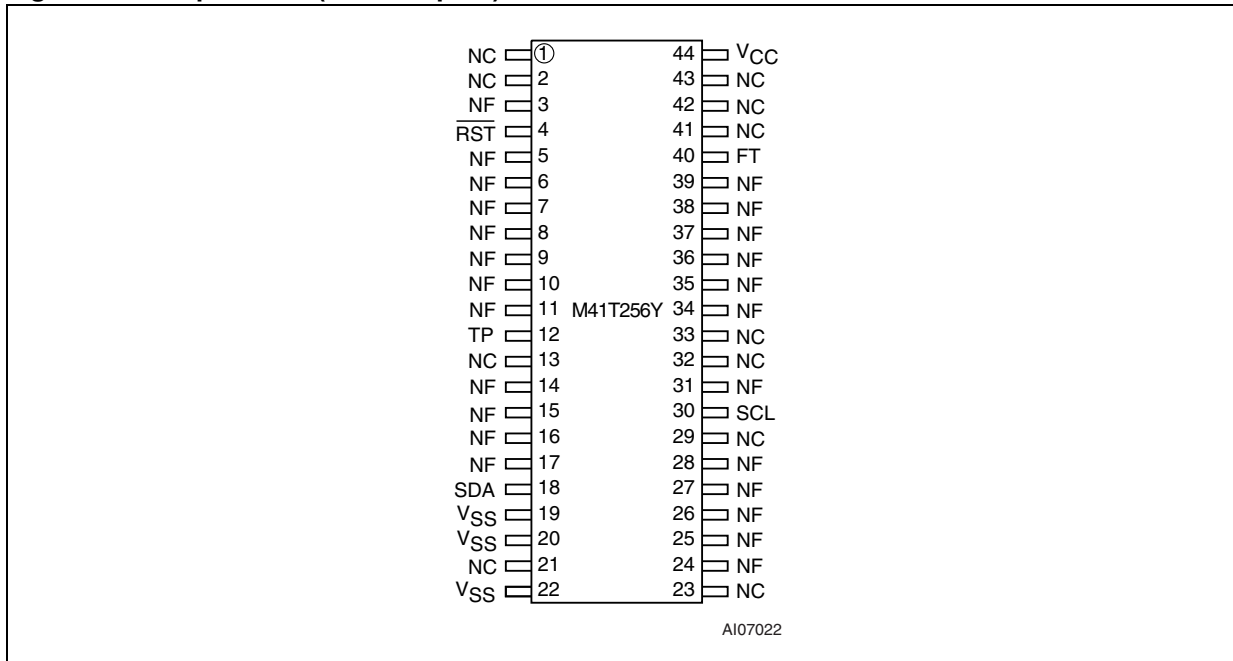 NC 1 44 VCC
NC 2 43 NC
NF 3 42 NC
RST 4 41 NC
NF 5 40 FT
NF 6 39 NF
NF 7 38 NF
NF 8 37 NF
NF 9 36 NF
NF 10 35 NF
NF 11 M41T256Y 34 NF
TP 12 33 NC
NC 13 32 NC
NF 14 31 NF
NF 15 30 SCL
NF 16 29 NC
NF 17 28 NF
SDA 18 27 NF
VSS 19 26 NF
VSS 20 25 NF
NC 21 24 NF
VSS 22 23 NC
AI07022